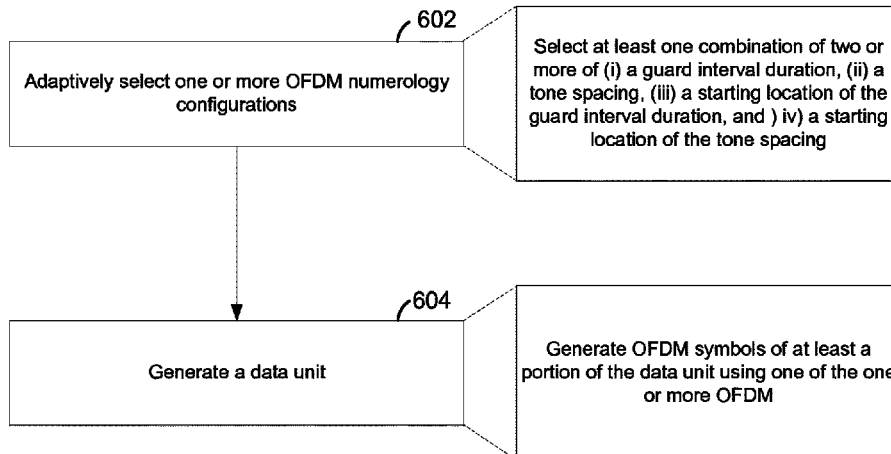 602
Adaptively select one or more OFDM numerology
configurations
Select at least one combination of two or
more of (i) a guard interval duration, (ii) a
tone spacing, (iii) a starting location of the
guard interval duration, and ) iv) a starting
location of the tone spacing
604
Generate a data unit
Generate OFDM symbols of at least a
portion of the data unit using one of the one
or more OFDM